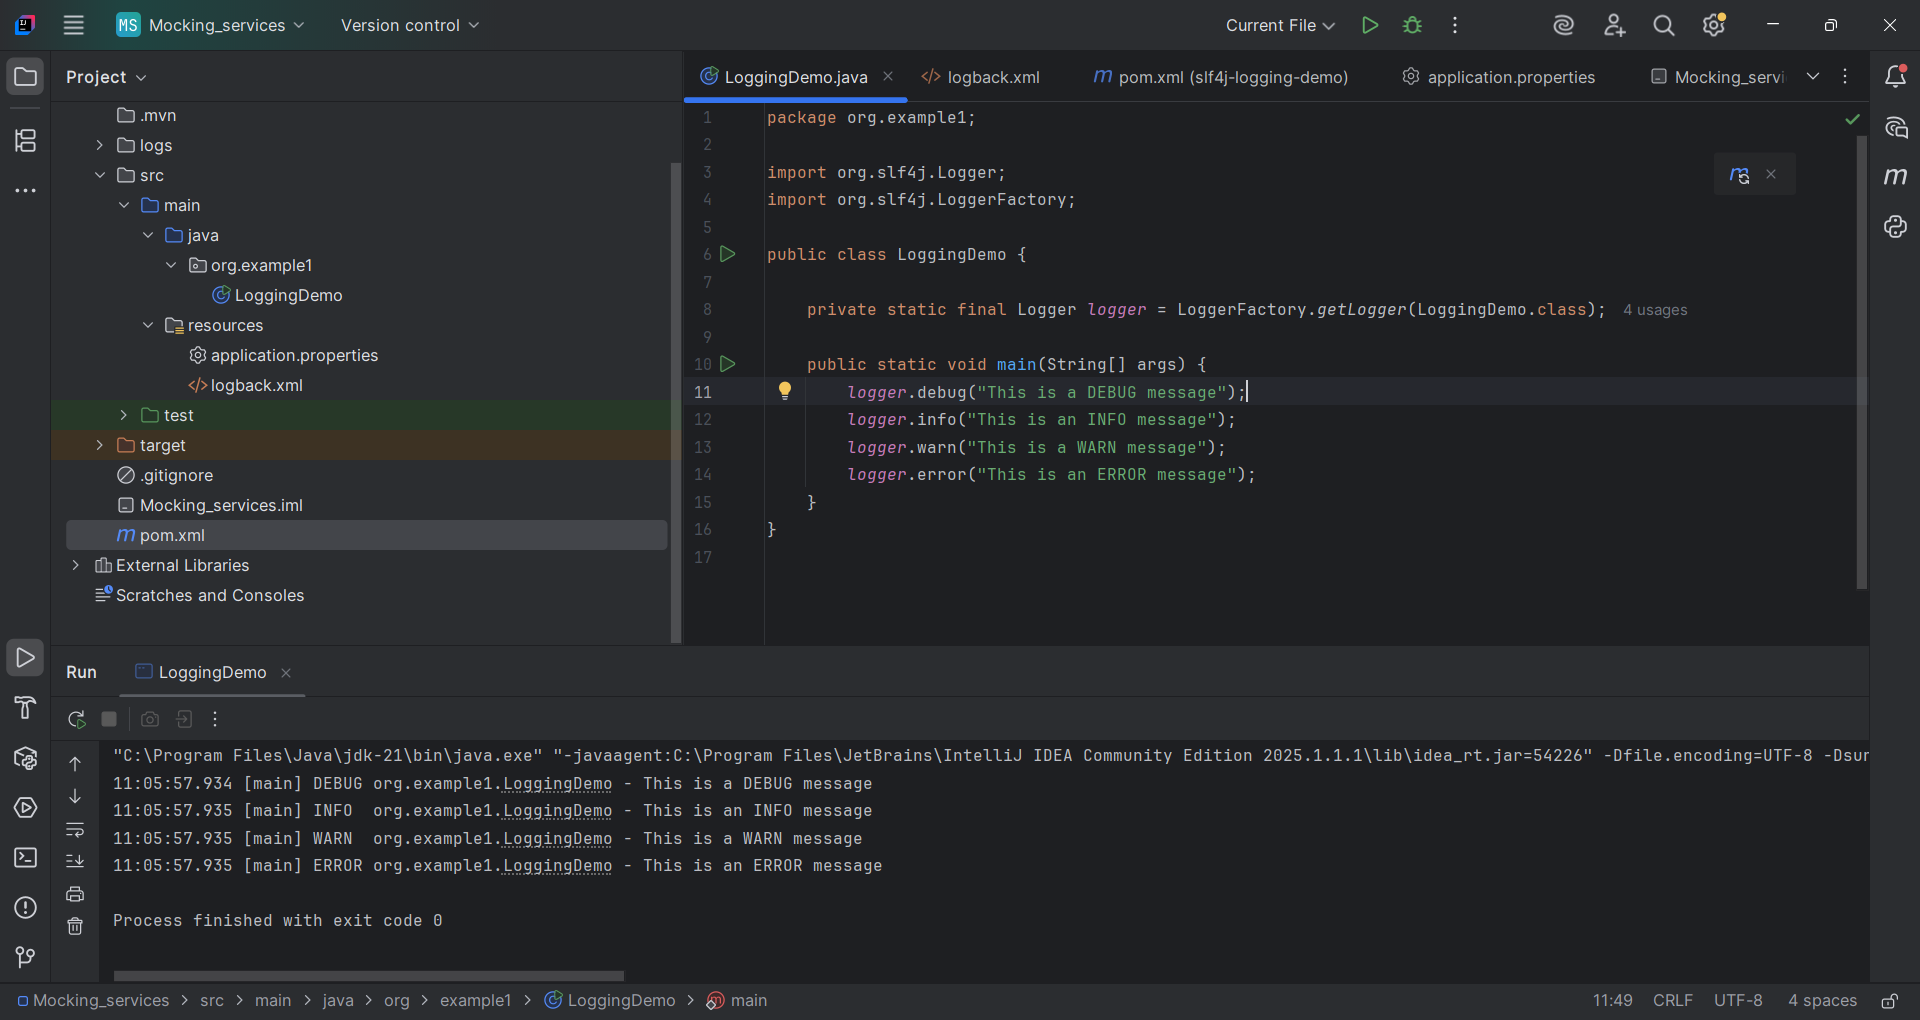 MS Mocking_services Version control Current File
Project
.mvn
logs
src
main
java
org.example1
LoggingDemo
resources
application.properties
logback.xml
test
target
.gitignore
Mocking_services.iml
pom.xml
External Libraries
Scratches and Consoles
LoggingDemo.java logback.xml pom.xml (slf4j-logging-demo) application.properties Mocking_servi
1 package org.example1;
2
3 import org.slf4j.Logger;
4 import org.slf4j.LoggerFactory;
5
6 public class LoggingDemo {
7
8 private static final Logger logger = LoggerFactory.getLogger(LoggingDemo.class); 4 usages
9
10 public static void main(String[] args) {
11 logger.debug("This is a DEBUG message");
12 logger.info("This is an INFO message");
13 logger.warn("This is a WARN message");
14 logger.error("This is an ERROR message");
15 }
16 }
17
Run LoggingDemo
"C:\Program Files\Java\jdk-21\bin\java.exe" "-javaagent:C:\Program Files\JetBrains\IntelliJ IDEA Community Edition 2025.1.1.1\lib\idea_rt.jar=54226" -Dfile.encoding=UTF-8 -Dsun
11:05:57.934 [main] DEBUG org.example1.LoggingDemo - This is a DEBUG message
11:05:57.935 [main] INFO  org.example1.LoggingDemo - This is an INFO message
11:05:57.935 [main] WARN  org.example1.LoggingDemo - This is a WARN message
11:05:57.935 [main] ERROR org.example1.LoggingDemo - This is an ERROR message
Process finished with exit code 0
Mocking_services > src > main > java > org > example1 > LoggingDemo > main 11:49 CRLF UTF-8 4 spaces